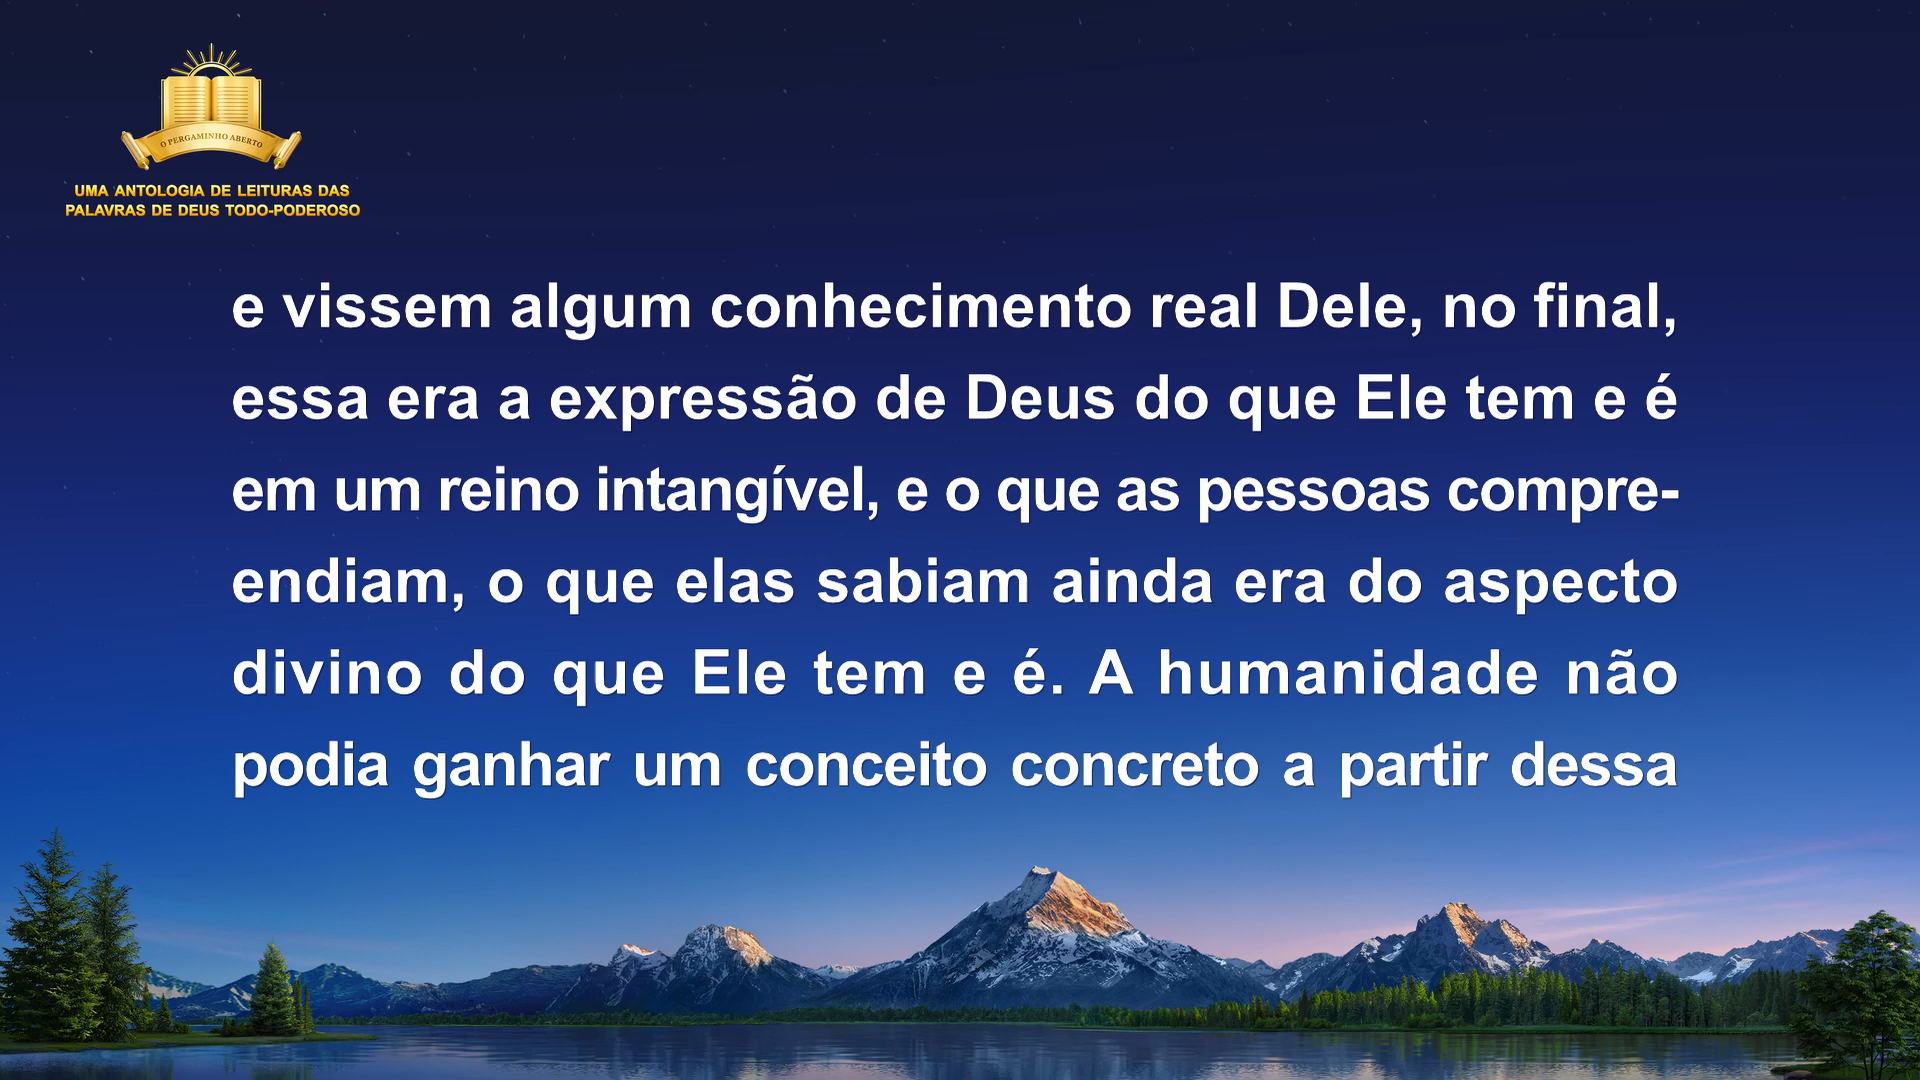 O PERGAMINHO ABERTO
UMA ANTOLOGIA DE LEITURAS DAS
PALAVRAS DE DEUS TODO-PODEROSO
e vissem algum conhecimento real Dele, no final,
essa era a expressão de Deus do que Ele tem e é
em um reino intangível, e o que as pessoas compre-
endiam, o que elas sabiam ainda era do aspecto
divino do que Ele tem e é. A humanidade não
podia ganhar um conceito concreto a partir dessa